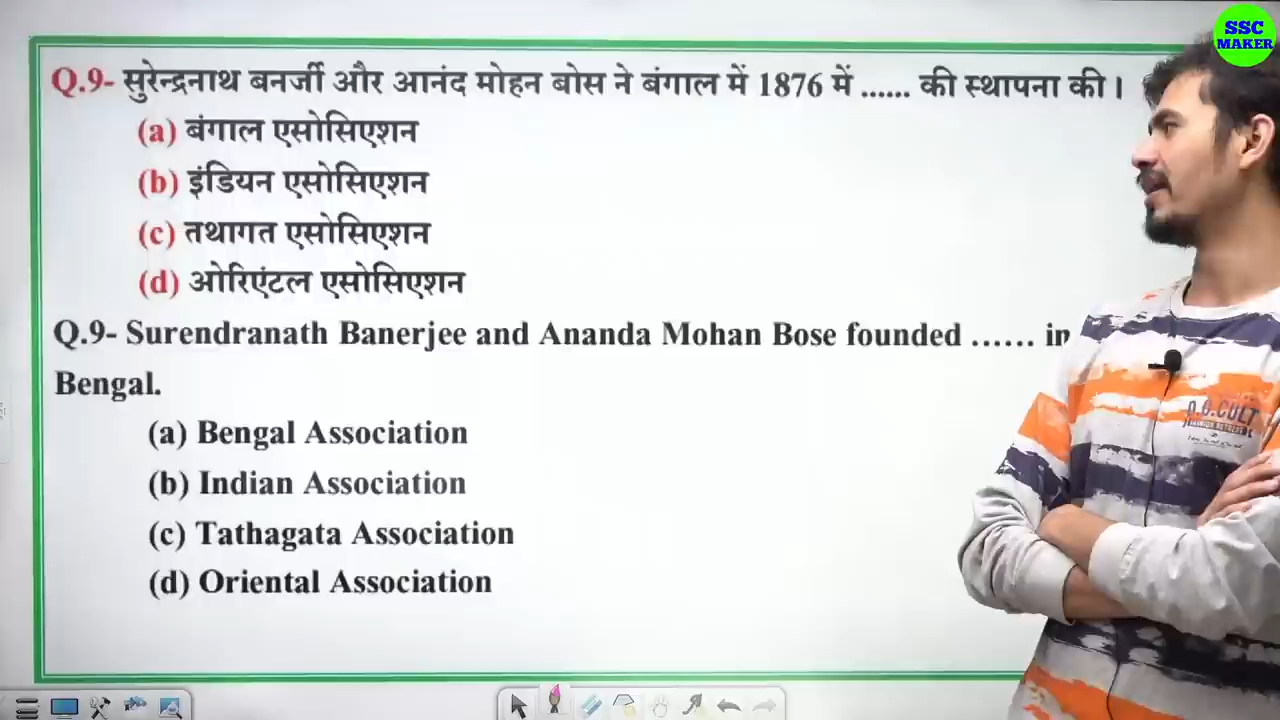 SSC
MAKER
Q.9- सुरेन्द्रनाथ बनर्जी और आनंद मोहन बोस ने बंगाल में 1876 में ...... की स्थापना की।
(a) बंगाल एसोसिएशन
(b) इंडियन एसोसिएशन
(c) तथागत एसोसिएशन
(d) ओरिएंटल एसोसिएशन
Q.9- Surendranath Banerjee and Ananda Mohan Bose founded ...... in
Bengal.
(a) Bengal Association
(b) Indian Association
(c) Tathagata Association
(d) Oriental Association